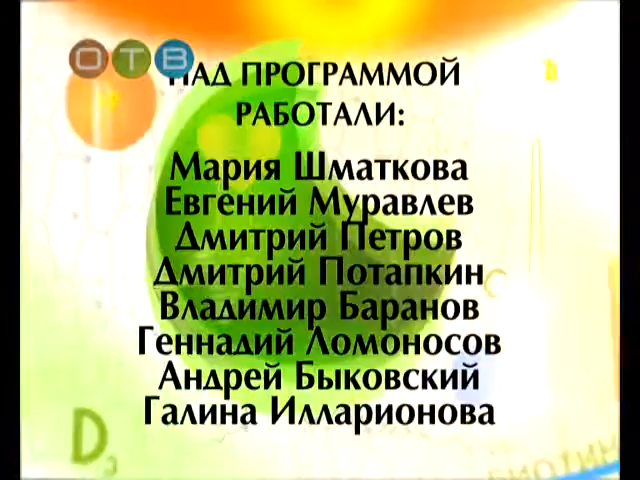 ОТВ
НАД ПРОГРАММОЙ
РАБОТАЛИ:
Мария Шматкова
Евгений Муравлев
Дмитрий Петров
Дмитрий Потапкин
Владимир Баранов
Геннадий Ломоносов
Андрей Быковский
Галина Илларионова
D₃